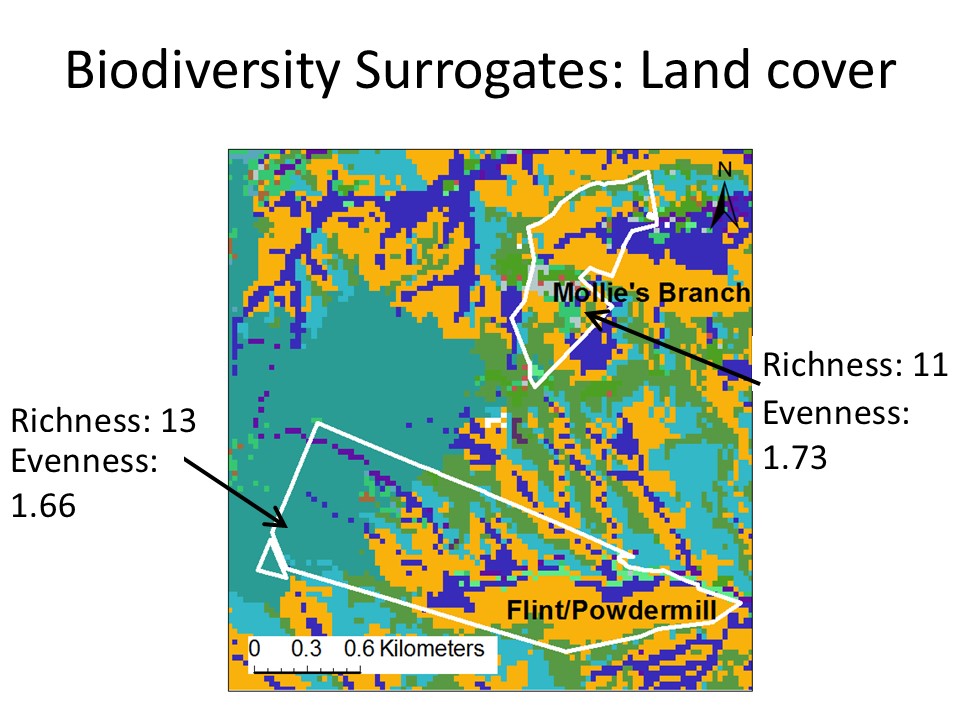 Biodiversity Surrogates: Land cover
N
Mollie's Branch
Richness: 11
Evenness:
1.73
Richness: 13
Evenness:
1.66
Flint/Powdermill
0 0.3 0.6 Kilometers